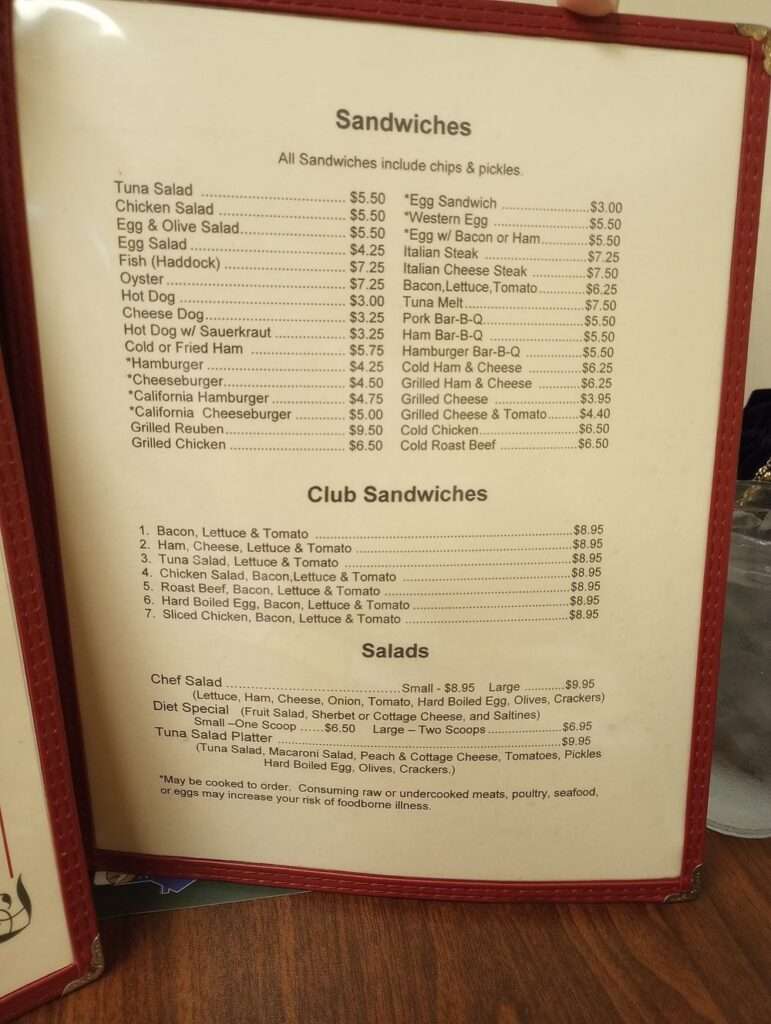 Sandwiches
All Sandwiches include chips & pickles.
Tuna Salad ................................ $5.50
Chicken Salad ............................ $5.50
Egg & Olive Salad....................... $5.50
Egg Salad .................................. $4.25
Fish (Haddock) ........................... $7.25
Oyster ........................................ $7.25
Hot Dog ..................................... $3.00
Cheese Dog............................... $3.25
Hot Dog w/ Sauerkraut ............... $3.25
Cold or Fried Ham ..................... $5.75
*Hamburger ............................... $4.25
*Cheeseburger........................... $4.50
*California Hamburger ................ $4.75
*California Cheeseburger ........... $5.00
Grilled Reuben........................... $9.50
Grilled Chicken .......................... $6.50
*Egg Sandwich ......................$3.00
*Western Egg ........................$5.50
*Egg w/ Bacon or Ham............$5.50
Italian Steak ..........................$7.25
Italian Cheese Steak ..............$7.50
Bacon,Lettuce,Tomato............$6.25
Tuna Melt...............................$7.50
Pork Bar-B-Q..........................$5.50
Ham Bar-B-Q .........................$5.50
Hamburger Bar-B-Q ...............$5.50
Cold Ham & Cheese ...............$6.25
Grilled Ham & Cheese ............$6.25
Grilled Cheese .......................$3.95
Grilled Cheese & Tomato........$4.40
Cold Chicken..........................$6.50
Cold Roast Beef .....................$6.50
Club Sandwiches
1. Bacon, Lettuce & Tomato ..................................................$8.95
2. Ham, Cheese, Lettuce & Tomato .......................................$8.95
3. Tuna Salad, Lettuce & Tomato ..........................................$8.95
4. Chicken Salad, Bacon,Lettuce & Tomato ..........................$8.95
5. Roast Beef, Bacon, Lettuce & Tomato ...............................$8.95
6. Hard Boiled Egg, Bacon, Lettuce & Tomato .......................$8.95
7. Sliced Chicken, Bacon, Lettuce & Tomato .........................$8.95
Salads
Chef Salad ........................................Small - $8.95 Large ............$9.95
(Lettuce, Ham, Cheese, Onion, Tomato, Hard Boiled Egg, Olives, Crackers)
Diet Special (Fruit Salad, Sherbet or Cottage Cheese, and Saltines)
Small –One Scoop ......$6.50 Large – Two Scoops ..................$6.95
Tuna Salad Platter ....................................................................$9.95
(Tuna Salad, Macaroni Salad, Peach & Cottage Cheese, Tomatoes, Pickles
Hard Boiled Egg, Olives, Crackers.)
*May be cooked to order. Consuming raw or undercooked meats, poultry, seafood,
or eggs may increase your risk of foodborne illness.